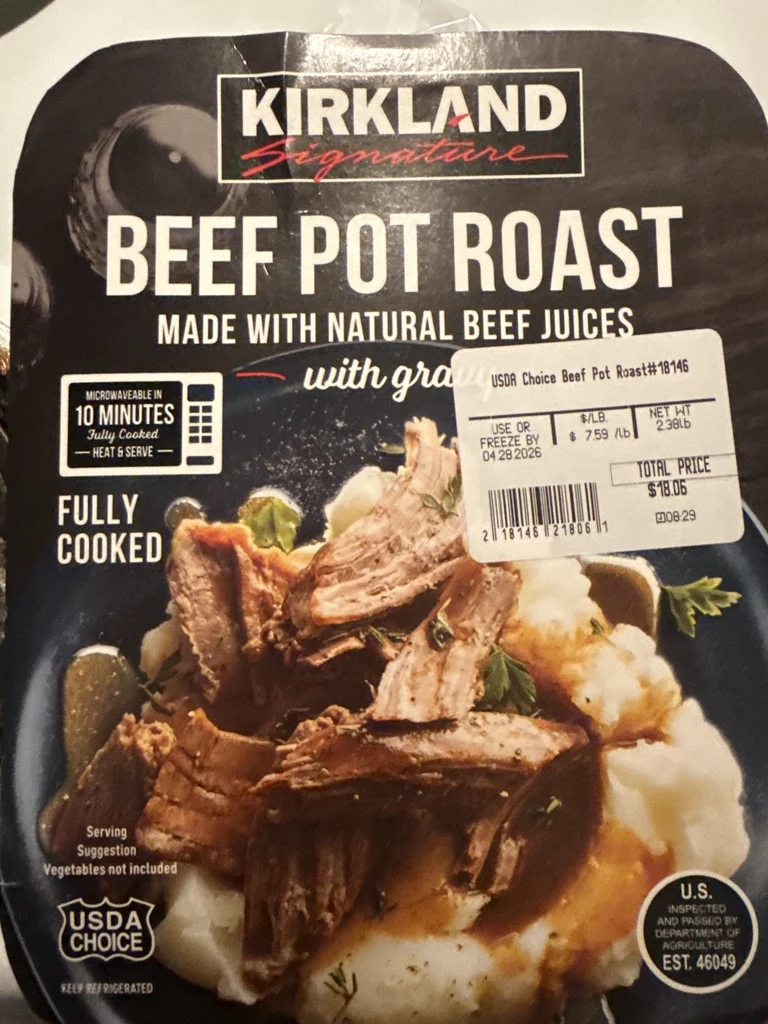 KIRKLAND
Signature
BEEF POT ROAST
MADE WITH NATURAL BEEF JUICES
with gravy
MICROWAVEABLE IN
10 MINUTES
Fully Cooked
HEAT & SERVE
FULLY
COOKED
USDA Choice Beef Pot Roast#18146
USE OR
FREEZE BY
04.28.2026
$/LB.
$ 7.59 /lb
NET WT
2.38lb
TOTAL PRICE
$18.06
08:29
2 18146 21806 1
Serving
Suggestion
Vegetables not included
USDA
CHOICE
KEEP REFRIGERATED
U.S.
INSPECTED
AND PASSED BY
DEPARTMENT OF
AGRICULTURE
EST. 46049